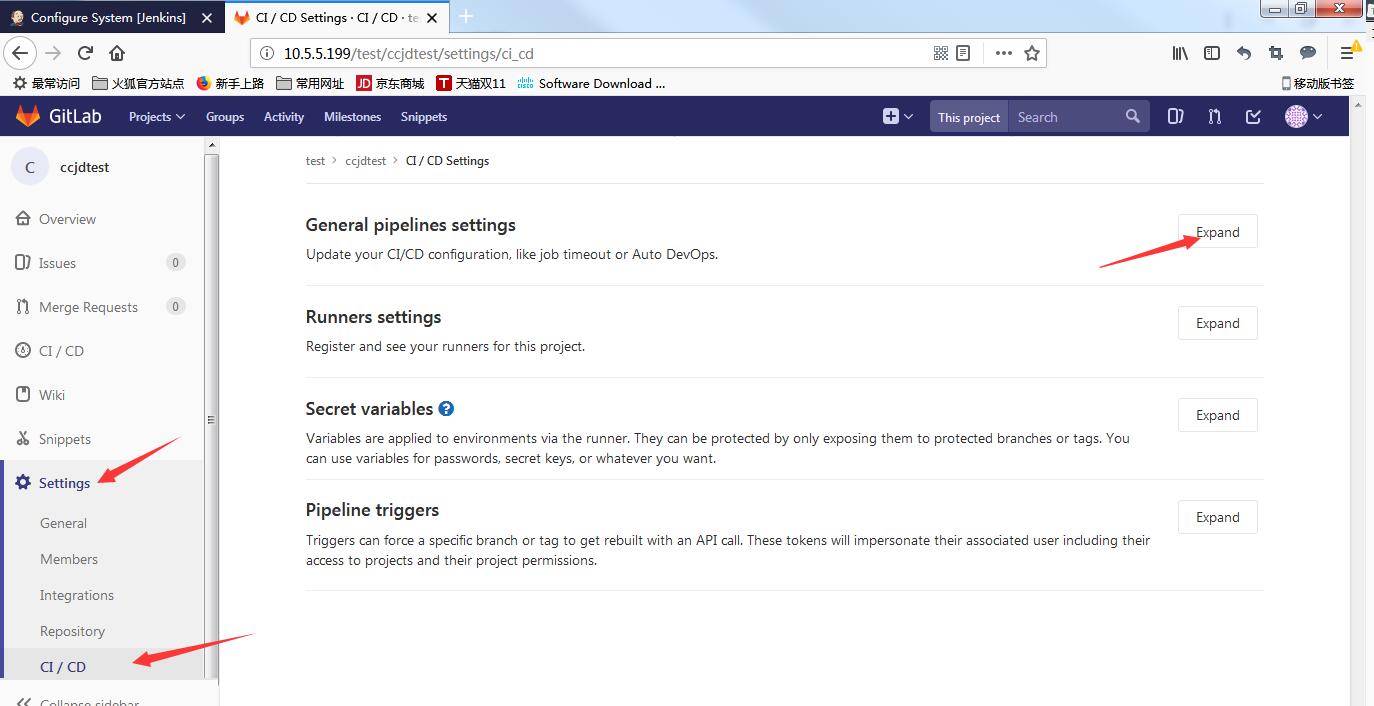 Configure System [Jenkins]
CI / CD Settings · CI / CD · te
10.5.5.199/test/ccjdtest/settings/ci_cd
最常访问 火狐官方站点 新手上路 常用网址 JD 京东商城 T 天猫双11 cisco Software Download ... 移动版书签
GitLab Projects Groups Activity Milestones Snippets This project Search
C ccjdtest
Overview
Issues 0
Merge Requests 0
CI / CD
Wiki
Snippets
Settings
General
Members
Integrations
Repository
CI / CD
Collapse sidebar
test > ccjdtest > CI / CD Settings
General pipelines settings
Expand
Update your CI/CD configuration, like job timeout or Auto DevOps.
Runners settings
Expand
Register and see your runners for this project.
Secret variables ?
Expand
Variables are applied to environments via the runner. They can be protected by only exposing them to protected branches or tags. You
can use variables for passwords, secret keys, or whatever you want.
Pipeline triggers
Expand
Triggers can force a specific branch or tag to get rebuilt with an API call. These tokens will impersonate their associated user including their
access to projects and their project permissions.